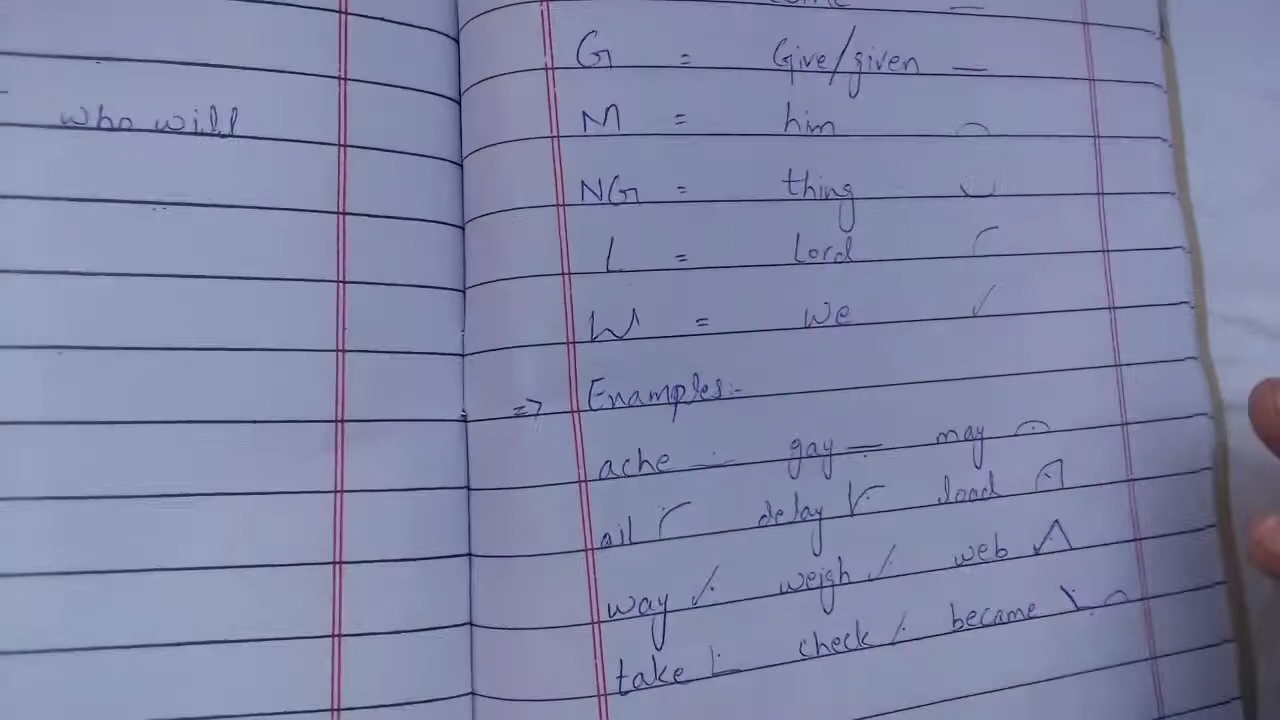 who will
G = Give/given —
M = him
NG = thing
L = Lord
W = we
=> Enamples:-
ache gay may
ail delay load
way weigh web
take check became